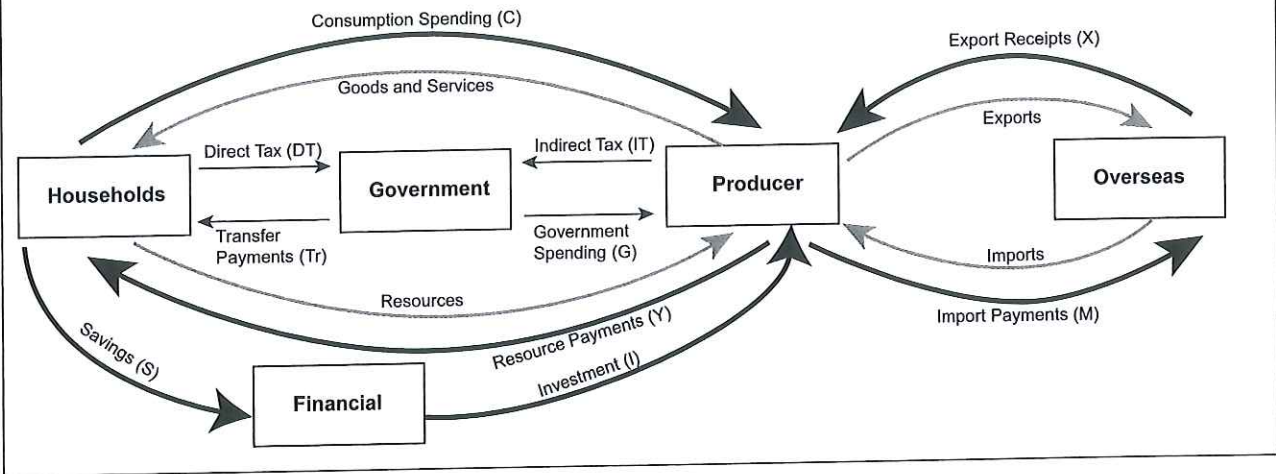 Consumption Spending (C)
Export Receipts (X)
Goods and Services
Exports
Direct Tax (DT)
Indirect Tax (IT)
Households
Government
Producer
Overseas
Transfer
Payments (Tr)
Government
Spending (G)
Imports
Resources
Import Payments (M)
Savings (S)
Resource Payments (Y)
Investment (I)
Financial